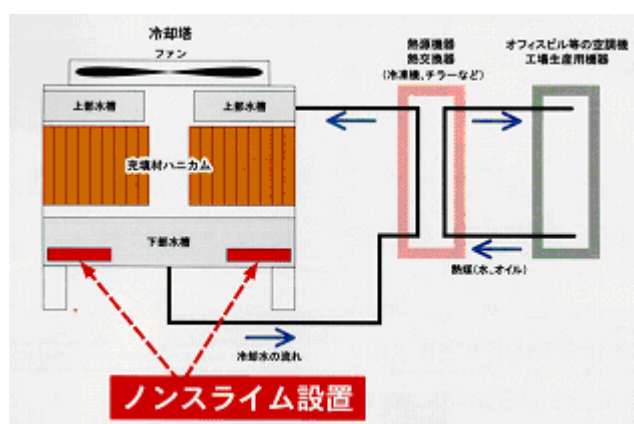 冷却塔
ファン
熱源機器
熱交換器
(冷凍機、チラーなど)
オフィスビル等の空調機
工場生産用機器
上部水槽
上部水槽
充填材ハニカム
下部水槽
熱媒(水、オイル)
冷却水の流れ
ノンスライム設置